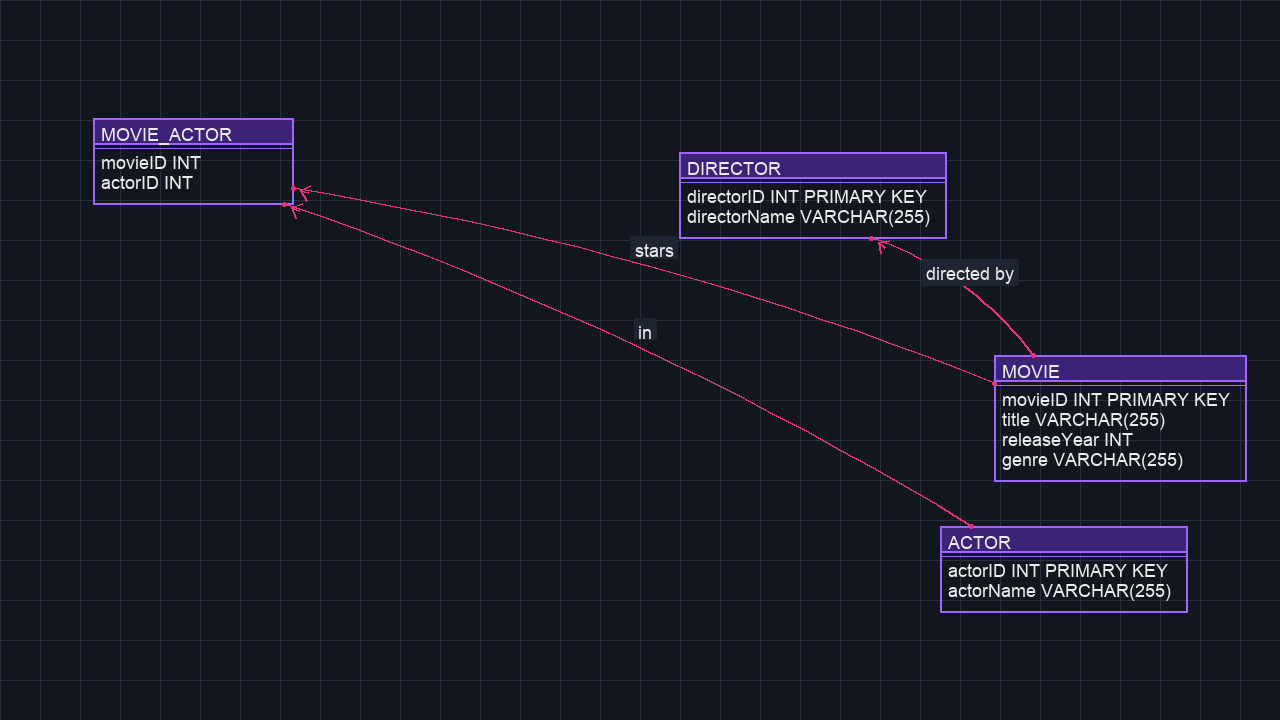 MOVIE_ACTOR
movieID INT
actorID INT
DIRECTOR
directorID INT PRIMARY KEY
directorName VARCHAR(255)
stars
directed by
in
MOVIE
movieID INT PRIMARY KEY
title VARCHAR(255)
releaseYear INT
genre VARCHAR(255)
ACTOR
actorID INT PRIMARY KEY
actorName VARCHAR(255)